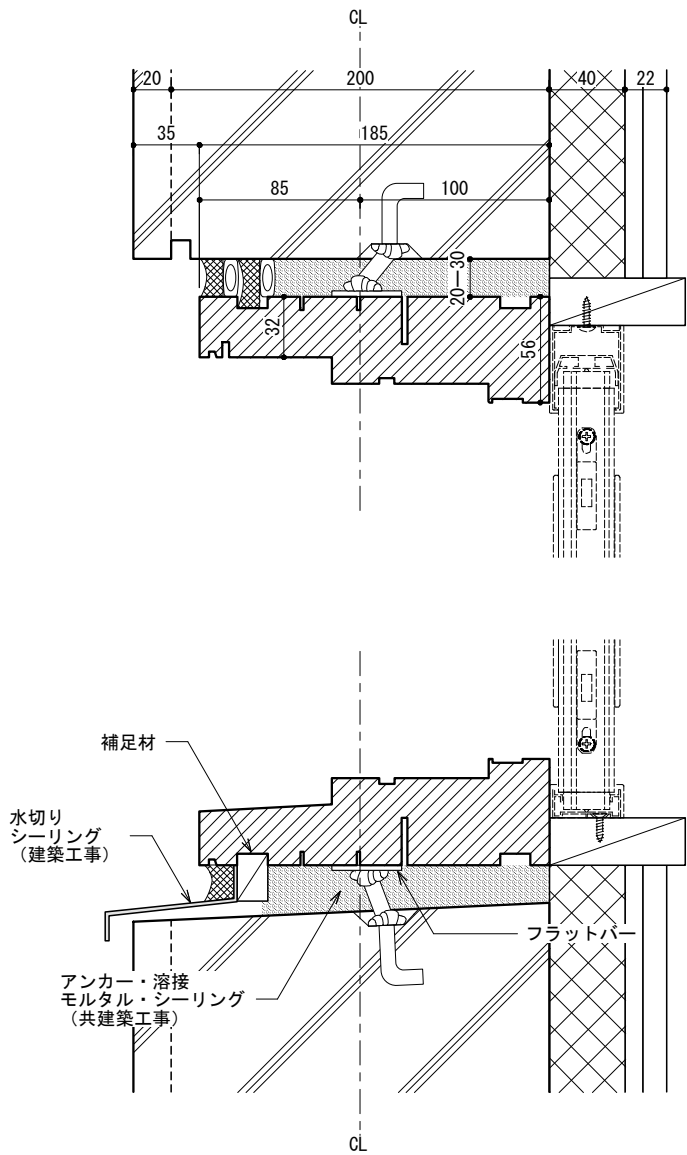 CL
20
200
40
22
35
185
85
100
20―30
32
56
補足材
水切り
シーリング
(建築工事)
フラットバー
アンカー・溶接
モルタル・シーリング
(共建築工事)
CL